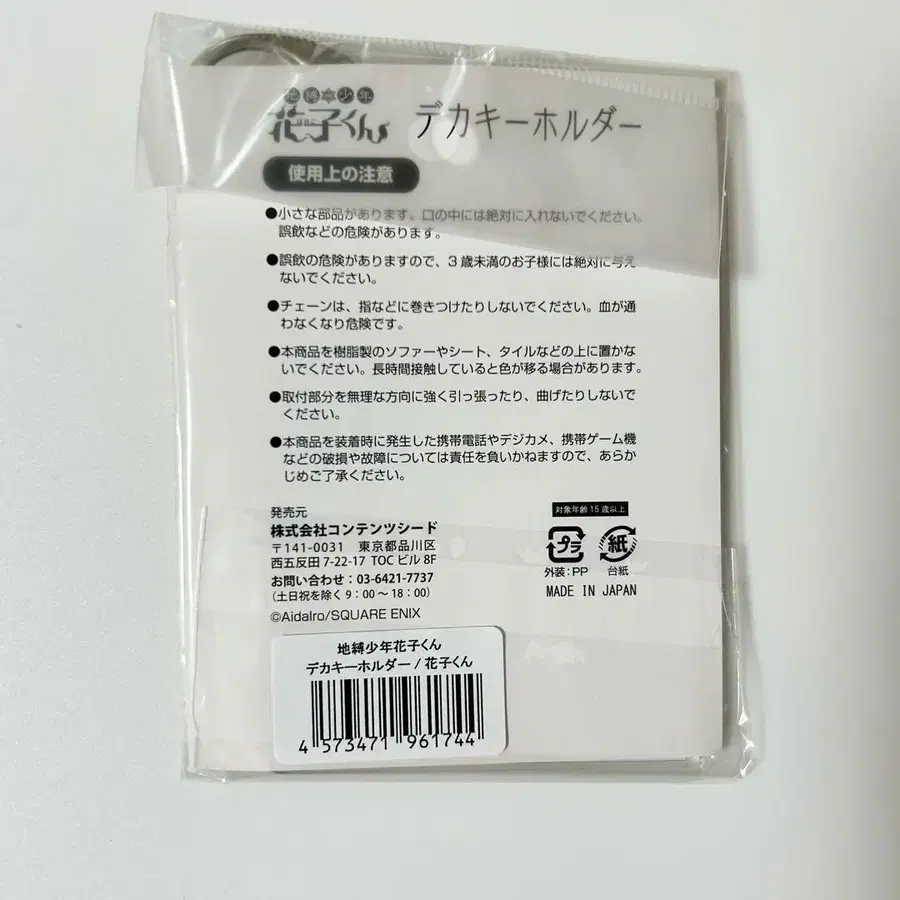 地縛少年
花子くん デカキーホルダー
使用上の注意
●小さな部品があります。口の中には絶対に入れないでください。
誤飲などの危険があります。
●誤飲の危険がありますので、3歳未満のお子様には絶対に与え
ないでください。
●チェーンは、指などに巻きつけたりしないでください。血が通
わなくなり危険です。
●本商品を樹脂製のソファーやシート、タイルなどの上に置かな
いでください。長時間接触していると色が移る場合があります。
●取付部分を無理な方向に強く引っ張ったり、曲げたりしないで
ください。
●本商品を装着時に発生した携帯電話やデジカメ、携帯ゲーム機
などの破損や故障については責任を負いかねますので、あらか
じめご了承ください。
発売元
株式会社コンテンツシード
〒141-0031 東京都品川区
西五反田 7-22-17 TOC ビル 8F
お問い合わせ：03-6421-7737
（土日祝を除く 9：00～18：00）
©AidaIro/SQUARE ENIX
対象年齢 15歳以上
プラ 紙
外装：PP 台紙
MADE IN JAPAN
地縛少年花子くん
デカキーホルダー / 花子くん
4 573471 961744